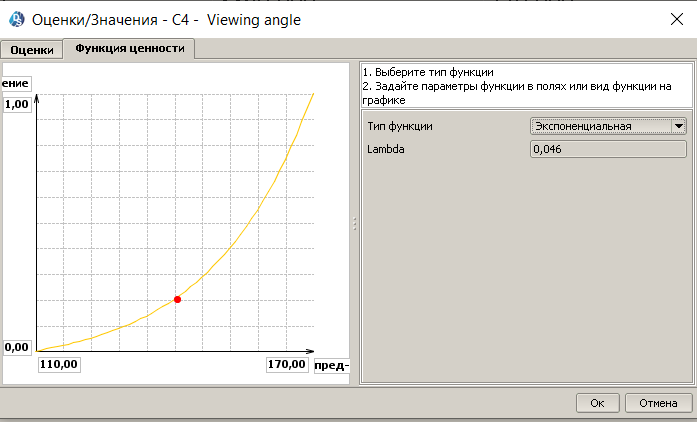 Оценки/Значения - C4 - Viewing angle
Оценки
Функция ценности
ение
1,00
0,00
110,00
170,00
пред-
1. Выберите тип функции
2. Задайте параметры функции в полях или вид функции на
графике
Тип функции
Экспоненциальная
Lambda
0,046
Ок
Отмена